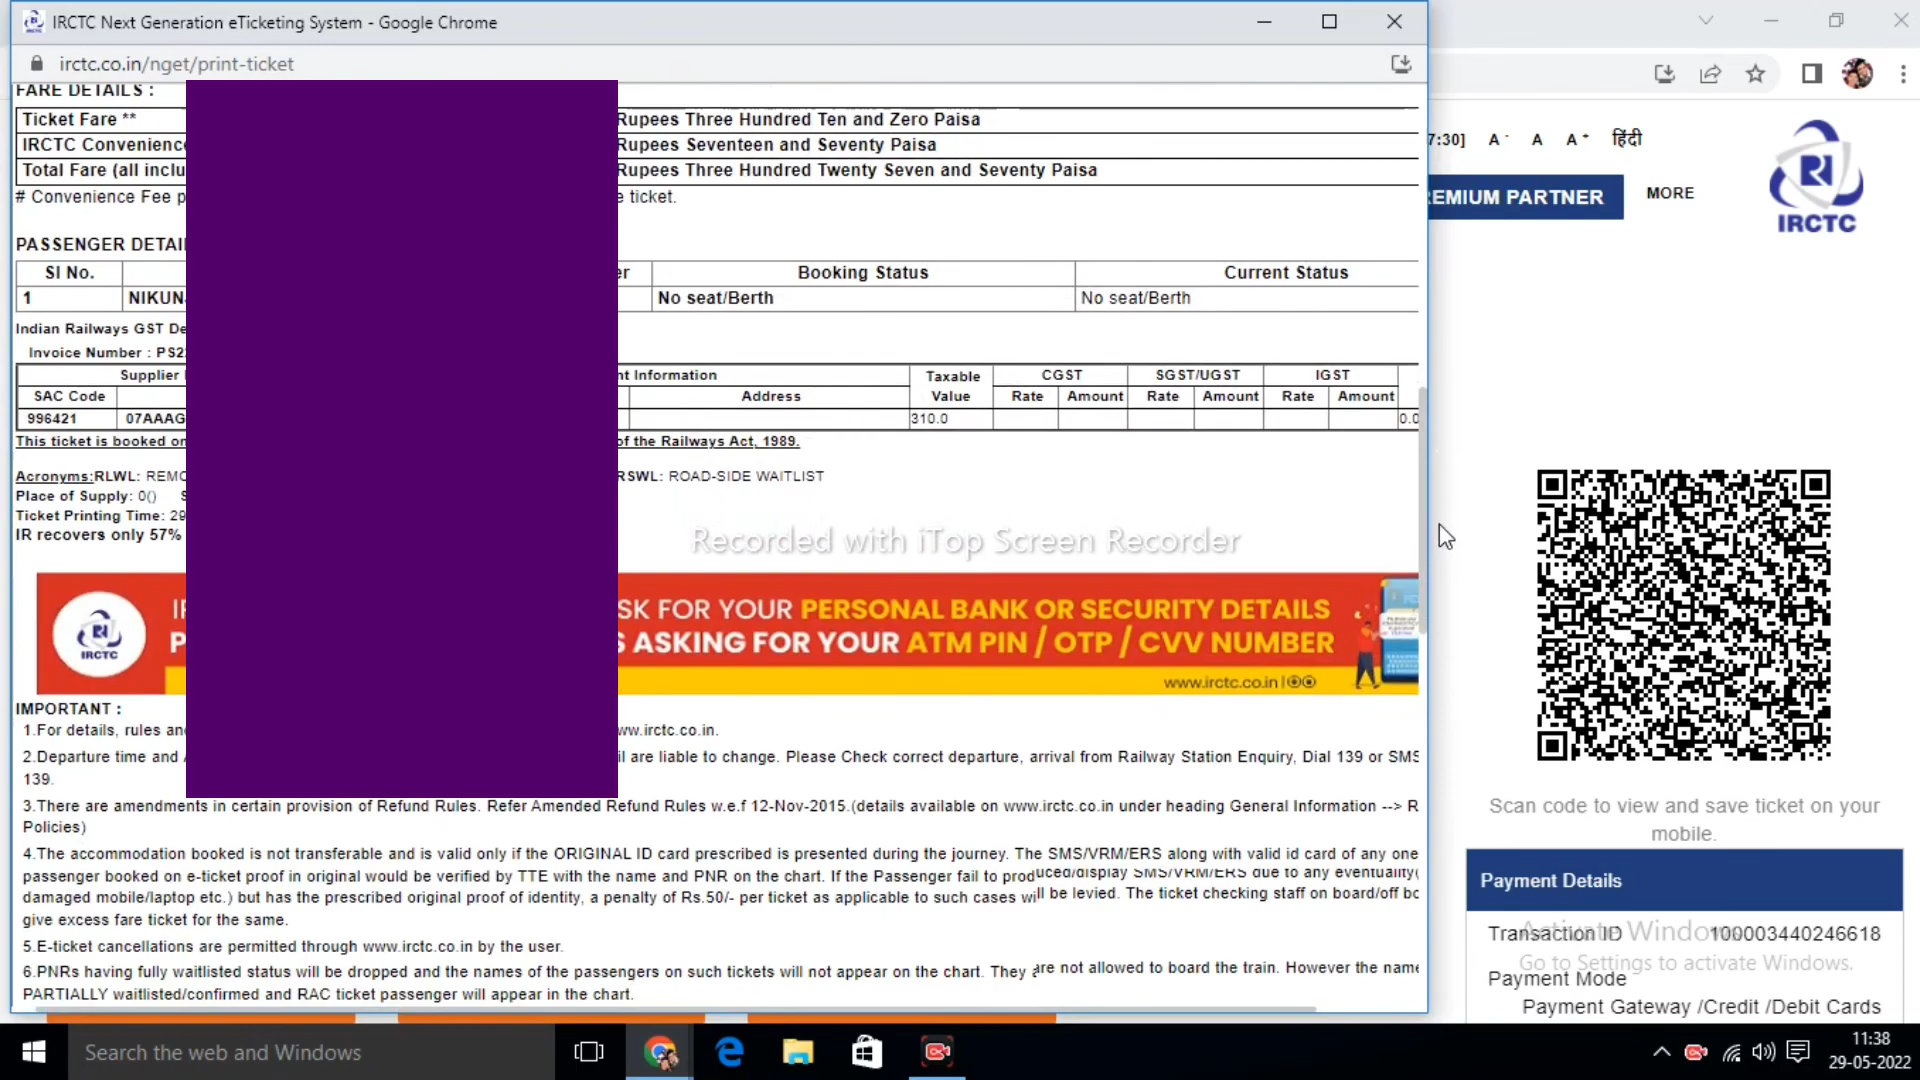 IRCTC Next Generation eTicketing System - Google Chrome
irctc.co.in/nget/print-ticket
FARE DETAILS :
Ticket Fare ** Rupees Three Hundred Ten and Zero Paisa
IRCTC Convenience Rupees Seventeen and Seventy Paisa
Total Fare (all inclu Rupees Three Hundred Twenty Seven and Seventy Paisa
# Convenience Fee p e ticket.
PASSENGER DETAI
SI No. er Booking Status Current Status
1 NIKUN No seat/Berth No seat/Berth
Indian Railways GST De
Invoice Number : PS2
Supplier nt Information Taxable CGST SGST/UGST IGST
SAC Code Address Value Rate Amount Rate Amount Rate Amount
996421 07AAAG 310.0 0.0
This ticket is booked on of the Railways Act, 1989.
Acronyms:RLWL: REMO RSWL: ROAD-SIDE WAITLIST
Place of Supply: 0() S
Ticket Printing Time: 29
IR recovers only 57%
Recorded with iTop Screen Recorder
IRCTC
SK FOR YOUR PERSONAL BANK OR SECURITY DETAILS
S ASKING FOR YOUR ATM PIN / OTP / CVV NUMBER
www.irctc.co.in
IMPORTANT :
1.For details, rules an ww.irctc.co.in.
2.Departure time and il are liable to change. Please Check correct departure, arrival from Railway Station Enquiry, Dial 139 or SMS
139.
3.There are amendments in certain provision of Refund Rules. Refer Amended Refund Rules w.e.f 12-Nov-2015.(details available on www.irctc.co.in under heading General Information --> R
Policies)
4.The accommodation booked is not transferable and is valid only if the ORIGINAL ID card prescribed is presented during the journey. The SMS/VRM/ERS along with valid id card of any one
passenger booked on e-ticket proof in original would be verified by TTE with the name and PNR on the chart. If the Passenger fail to produced/display SMS/VRM/ERS due to any eventuality(
damaged mobile/laptop etc.) but has the prescribed original proof of identity, a penalty of Rs.50/- per ticket as applicable to such cases will be levied. The ticket checking staff on board/off bo
give excess fare ticket for the same.
5.E-ticket cancellations are permitted through www.irctc.co.in by the user.
6.PNRs having fully waitlisted status will be dropped and the names of the passengers on such tickets will not appear on the chart. They are not allowed to board the train. However the name
PARTIALLY waitlisted/confirmed and RAC ticket passenger will appear in the chart.
7:30] A- A A+ हिंदी
REMIUM PARTNER MORE
IRCTC
Scan code to view and save ticket on your
mobile.
Payment Details
Transaction ID 100003440246618
Activate Windows
Go to Settings to activate Windows.
Payment Mode
Payment Gateway /Credit /Debit Cards
Search the web and Windows
11:38
29-05-2022